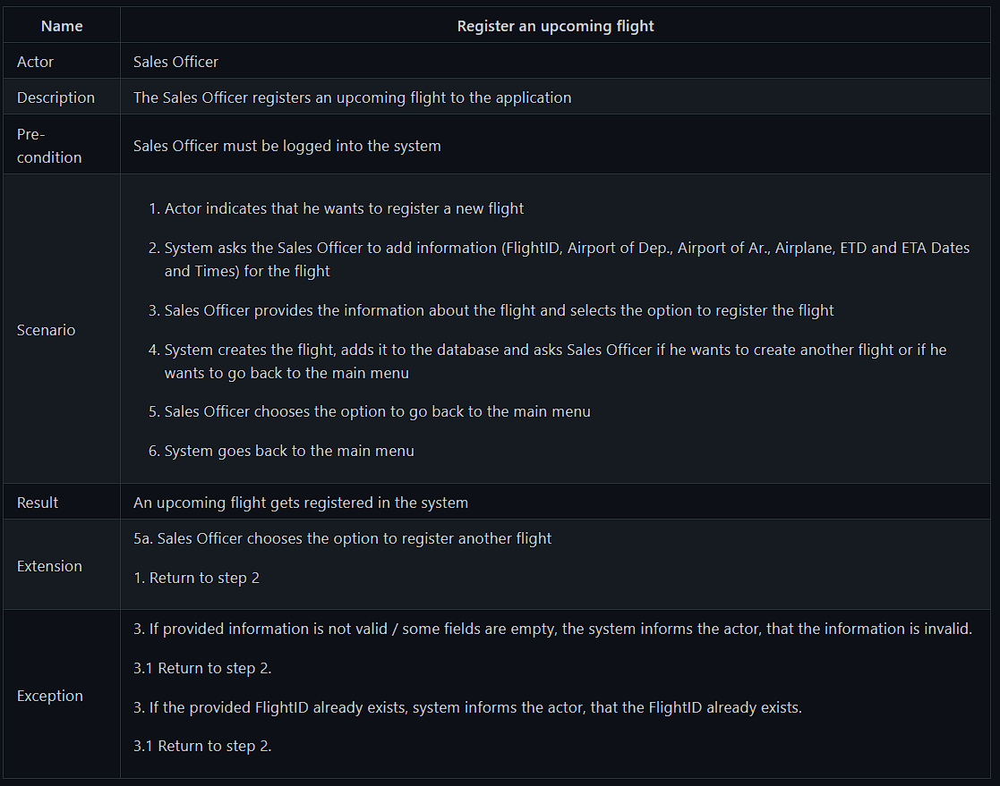 Name
Register an upcoming flight
Actor
Sales Officer
Description
The Sales Officer registers an upcoming flight to the application
Pre-
condition
Sales Officer must be logged into the system
Scenario
1. Actor indicates that he wants to register a new flight
2. System asks the Sales Officer to add information (FlightID, Airport of Dep., Airport of Ar., Airplane, ETD and ETA Dates
and Times) for the flight
3. Sales Officer provides the information about the flight and selects the option to register the flight
4. System creates the flight, adds it to the database and asks Sales Officer if he wants to create another flight or if he
wants to go back to the main menu
5. Sales Officer chooses the option to go back to the main menu
6. System goes back to the main menu
Result
An upcoming flight gets registered in the system
Extension
5a. Sales Officer chooses the option to register another flight
1. Return to step 2
Exception
3. If provided information is not valid / some fields are empty, the system informs the actor, that the information is invalid.
3.1 Return to step 2.
3. If the provided FlightID already exists, system informs the actor, that the FlightID already exists.
3.1 Return to step 2.